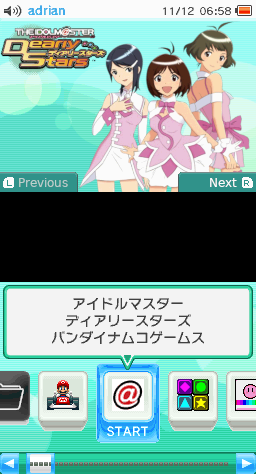 adrian
11/12 06:58
THE IDOLM@STER
Dearly
Stars
ディアリースターズ
L Previous
Next R
アイドルマスター
ディアリースターズ
バンダイナムコゲームス
@
START